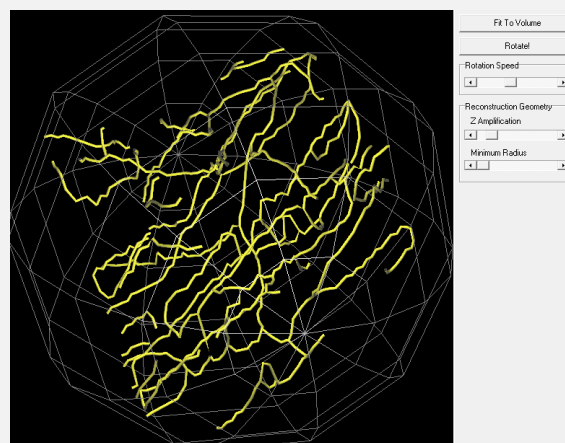 Fit To Volume
Rotate!
Rotation Speed
Reconstruction Geometry
Z Amplification
Minimum Radius